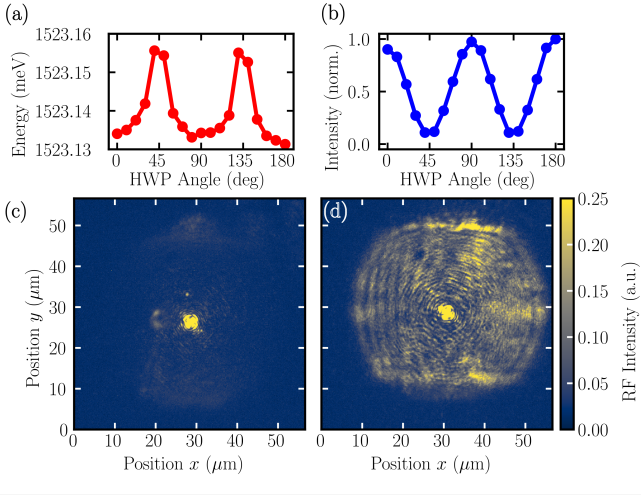 (a)
1523.16
1523.15
1523.14
1523.13
Energy (meV)
0 45 90 135 180
HWP Angle (deg)
(b)
1.0
0.5
0.0
Intensity (norm.)
0 45 90 135 180
HWP Angle (deg)
(c)
50
40
30
20
10
0
Position y (μm)
0 10 20 30 40 50
Position x (μm)
(d)
0 10 20 30 40 50
Position x (μm)
0.25
0.20
0.15
0.10
0.05
0.00
RF Intensity (a.u.)